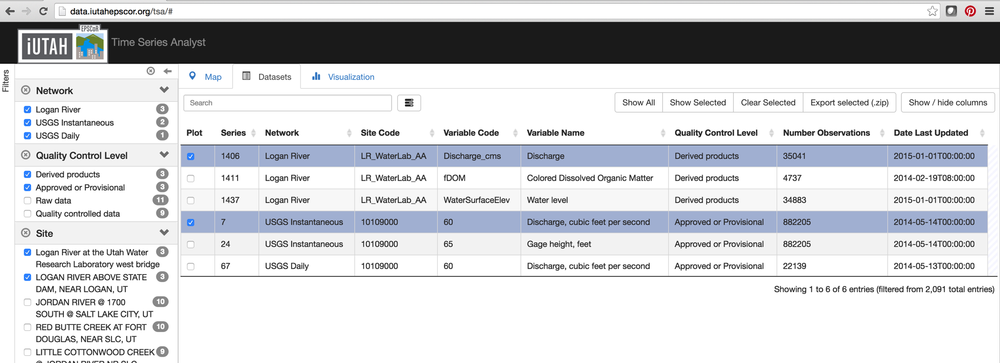 data.iutahepscor.org/tsa/#
EPSCoR
iUTAH
Time Series Analyst
Filters
Map
Datasets
Visualization
Network
Logan River 3
USGS Instantaneous 2
USGS Daily 1
Quality Control Level
Derived products 3
Approved or Provisional 3
Raw data 11
Quality controlled data 9
Site
Logan River at the Utah Water 3
Research Laboratory west bridge
LOGAN RIVER ABOVE STATE 3
DAM, NEAR LOGAN, UT
JORDAN RIVER @ 1700 10
SOUTH @ SALT LAKE CITY, UT
RED BUTTE CREEK AT FORT 10
DOUGLAS, NEAR SLC, UT
LITTLE COTTONWOOD CREEK 9
@ JORDAN RIVER NR SLC
Search
Show All
Show Selected
Clear Selected
Export selected (.zip)
Show / hide columns
Plot Series Network Site Code Variable Code Variable Name Quality Control Level Number Observations Date Last Updated
1406 Logan River LR_WaterLab_AA Discharge_cms Discharge Derived products 35041 2015-01-01T00:00:00
1411 Logan River LR_WaterLab_AA fDOM Colored Dissolved Organic Matter Derived products 4737 2014-02-19T08:00:00
1437 Logan River LR_WaterLab_AA WaterSurfaceElev Water level Derived products 34883 2015-01-01T00:00:00
7 USGS Instantaneous 10109000 60 Discharge, cubic feet per second Approved or Provisional 882205 2014-05-14T00:00:00
24 USGS Instantaneous 10109000 65 Gage height, feet Approved or Provisional 882205 2014-05-14T00:00:00
67 USGS Daily 10109000 60 Discharge, cubic feet per second Approved or Provisional 22139 2014-05-13T00:00:00
Showing 1 to 6 of 6 entries (filtered from 2,091 total entries)